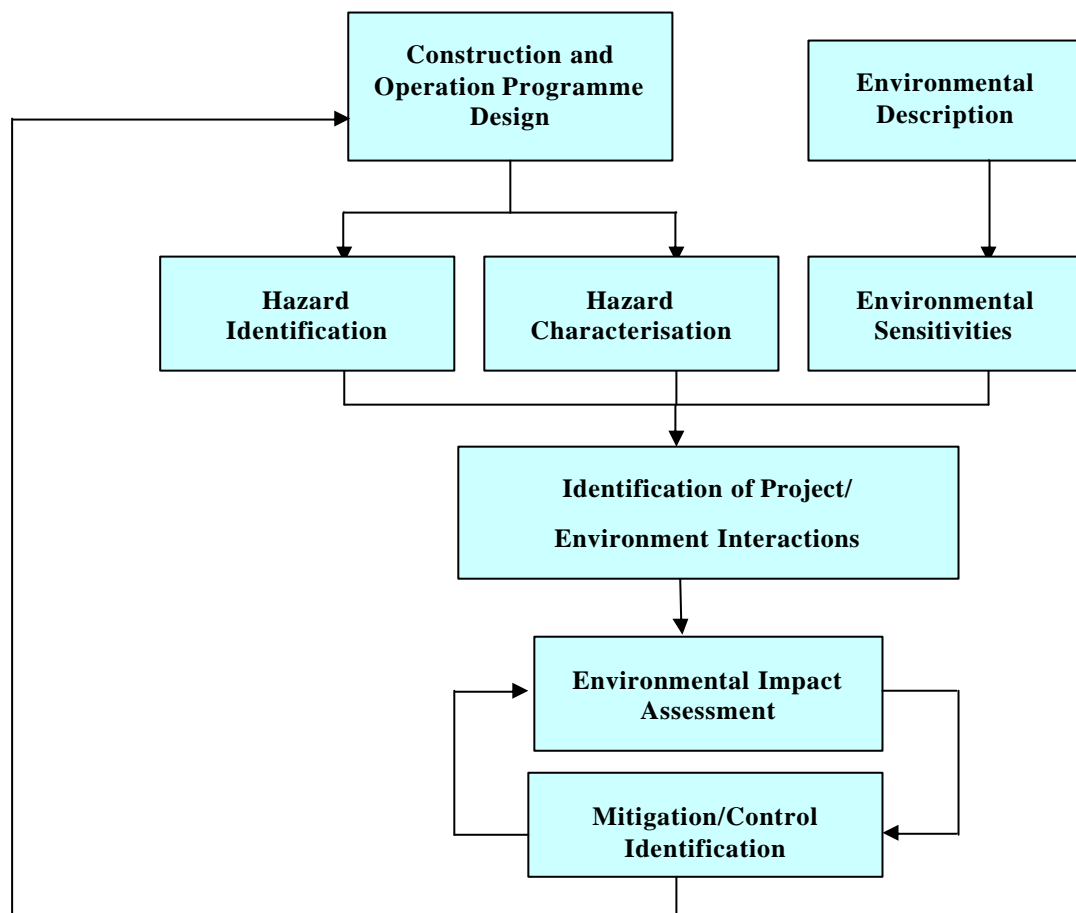 Construction and
Operation Programme
Design
Environmental
Description
Hazard
Identification
Hazard
Characterisation
Environmental
Sensitivities
Identification of Project/
Environment Interactions
Environmental Impact
Assessment
Mitigation/Control
Identification